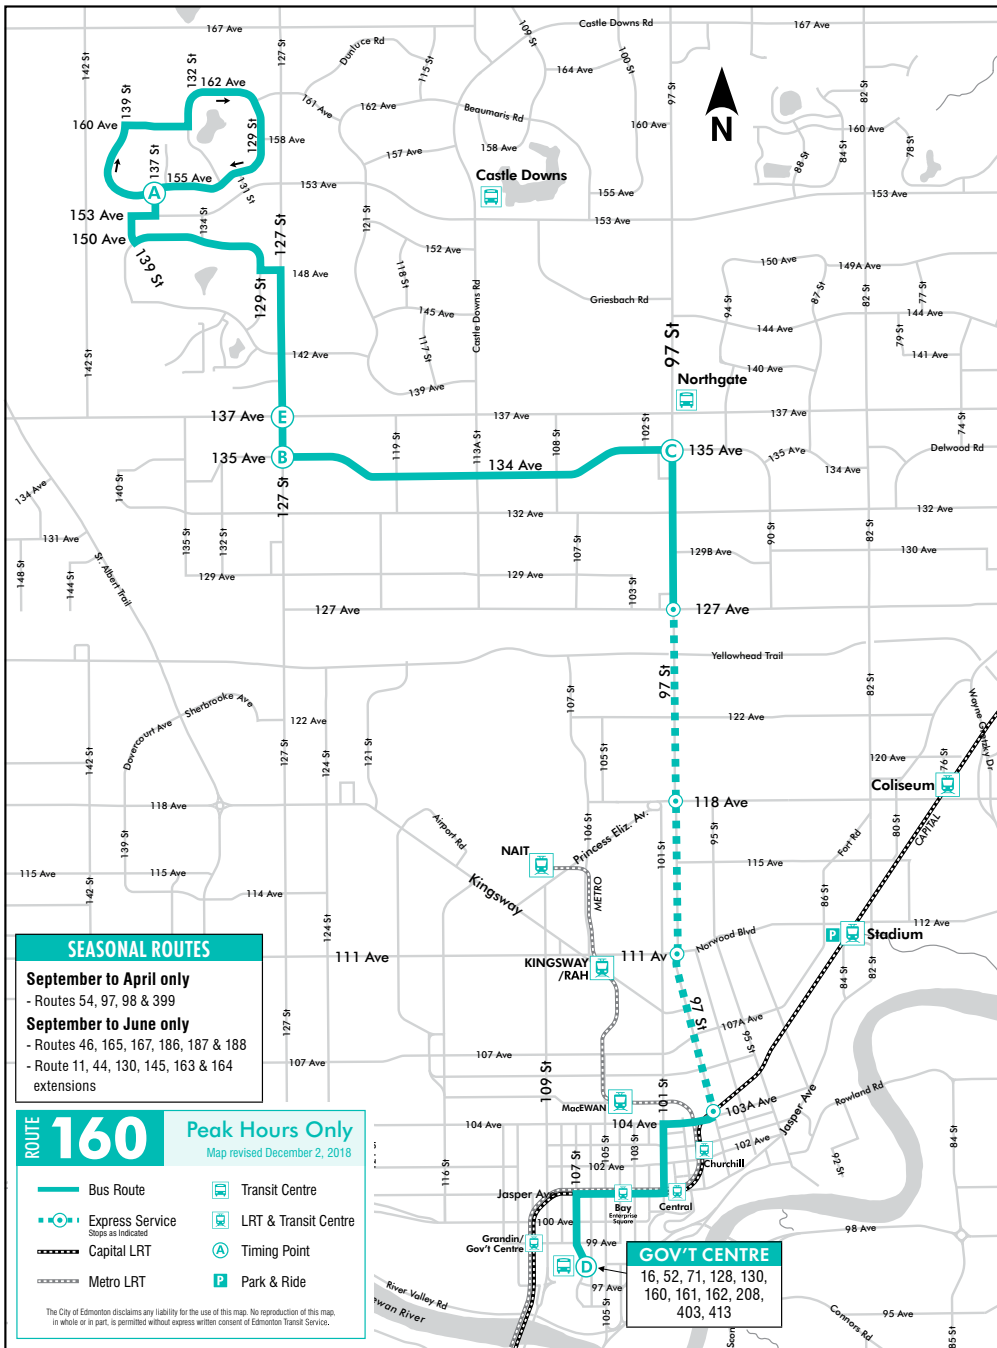 167 Ave
Castle Downs Rd
167 Ave
142 St
132 St
127 St
Dunluce Rd
115 St
109 St
100 St
164 Ave
97 St
82 St
162 Ave
139 St
161 Ave
162 Ave
Beaumaris Rd
160 Ave
129 St
158 Ave
160 Ave
N
160 Ave
84 St
78 St
88 St
137 St
157 Ave
158 Ave
155 Ave
A
131 St
153 Ave
Castle Downs
155 Ave
153 Ave
153 Ave
134 St
127 St
121 St
153 Ave
150 Ave
139 St
152 Ave
129 St
148 Ave
118 St
150 Ave
149A Ave
Castle Downs Rd
Griesbach Rd
94 St
87 St
82 St
77 St
145 Ave
144 Ave
144 Ave
97 St
117 St
79 St
142 St
142 Ave
141 Ave
140 Ave
139 Ave
Northgate
137 Ave
E
137 Ave
137 Ave
119 St
113A St
108 St
102 St
74 St
135 Ave
B
134 Ave
C
135 Ave
135 Ave
134 Ave
Delwood Rd
134 Ave
140 St
127 St
132 Ave
132 Ave
131 Ave
135 St
132 St
107 St
90 St
82 St
129B Ave
130 Ave
St. Albert Trail
148 St
144 St
129 Ave
129 Ave
103 St
127 Ave
127 Ave
Yellowhead Trail
97 St
107 St
82 St
Wayne Gretzky Dr
Sherbrooke Ave
Dovercourt Ave
122 Ave
122 Ave
142 St
127 St
124 St
121 St
105 St
120 Ave
76 St
Coliseum
118 Ave
118 Ave
106 St
Princess Eliz. Av.
Airport Rd
139 St
101 St
95 St
Fort Rd
80 St
CAPITAL
NAIT
115 Ave
115 Ave
115 Ave
METRO
Kingsway
142 St
114 Ave
86 St
124 St
112 Ave
Norwood Blvd
P
Stadium
111 Ave
KINGSWAY
/RAH
111 Av
84 St
82 St
SEASONAL ROUTES
September to April only
- Routes 54, 97, 98 & 399
September to June only
- Routes 46, 165, 167, 186, 187 & 188
- Route 11, 44, 130, 145, 163 & 164
extensions
127 St
97 St
107A Ave
95 St
107 Ave
107 Ave
109 St
101 St
MacEWAN
103A Ave
Jasper Ave
Rowland Rd
104 Ave
104 Ave
105 St
103 St
107 St
102 Ave
102 Ave
Churchill
92 St
84 St
116 St
Jasper Ave
Bay
Enterprise
Square
Central
100 Ave
98 Ave
99 Ave
Grandin/
Gov't Centre
D
97 Ave
105 St
GOV'T CENTRE
16, 52, 71, 128, 130,
160, 161, 162, 208,
403, 413
River Valley Rd
ewan River
Connors Rd
95 Ave
85 St
Scon
ROUTE
160
Peak Hours Only
Map revised December 2, 2018
Bus Route
Transit Centre
Express Service
Stops as Indicated
LRT & Transit Centre
Capital LRT
A
Timing Point
Metro LRT
P
Park & Ride
The City of Edmonton disclaims any liability for the use of this map. No reproduction of this map,
in whole or in part, is permitted without express written consent of Edmonton Transit Service.